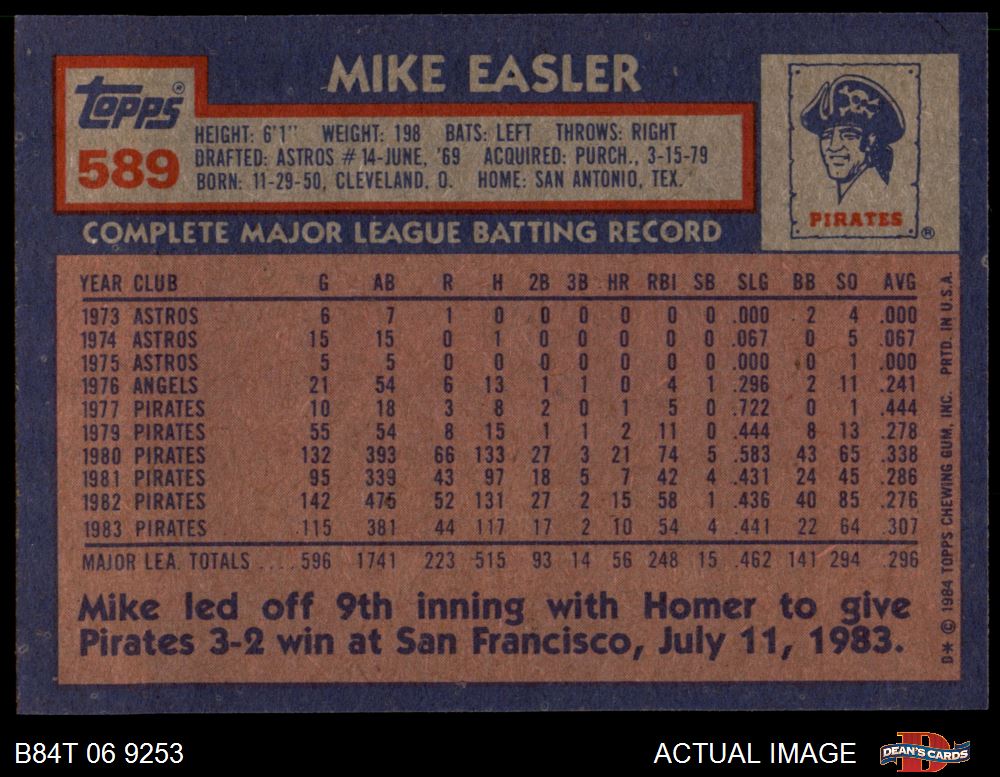 MIKE EASLER
Topps®
589
HEIGHT: 6'1" WEIGHT: 198 BATS: LEFT THROWS: RIGHT
DRAFTED: ASTROS #14-JUNE, '69 ACQUIRED: PURCH., 3-15-79
BORN: 11-29-50, CLEVELAND, O. HOME: SAN ANTONIO, TEX.
PIRATES ®
COMPLETE MAJOR LEAGUE BATTING RECORD
YEAR CLUB G AB R H 2B 3B HR RBI SB SLG BB SO AVG
1973 ASTROS 6 7 1 0 0 0 0 0 0 .000 2 4 .000
1974 ASTROS 15 15 0 1 0 0 0 0 0 .067 0 5 .067
1975 ASTROS 5 5 0 0 0 0 0 0 0 .000 0 1 .000
1976 ANGELS 21 54 6 13 1 1 0 4 1 .296 2 11 .241
1977 PIRATES 10 18 3 8 2 0 1 5 0 .722 0 1 .444
1979 PIRATES 55 54 8 15 1 1 2 11 0 .444 8 13 .278
1980 PIRATES 132 393 66 133 27 3 21 74 5 .583 43 65 .338
1981 PIRATES 95 339 43 97 18 5 7 42 4 .431 24 45 .286
1982 PIRATES 142 475 52 131 27 2 15 58 1 .436 40 85 .276
1983 PIRATES 115 381 44 117 17 2 10 54 4 .441 22 64 .307
MAJOR LEA. TOTALS .... 596 1741 223 515 93 14 56 248 15 .462 141 294 .296
Mike led off 9th inning with Homer to give
Pirates 3-2 win at San Francisco, July 11, 1983.
D* © 1984 TOPPS CHEWING GUM, INC. PRTD. IN U.S.A.
B84T 06 9253
ACTUAL IMAGE
DEAN'S CARDS